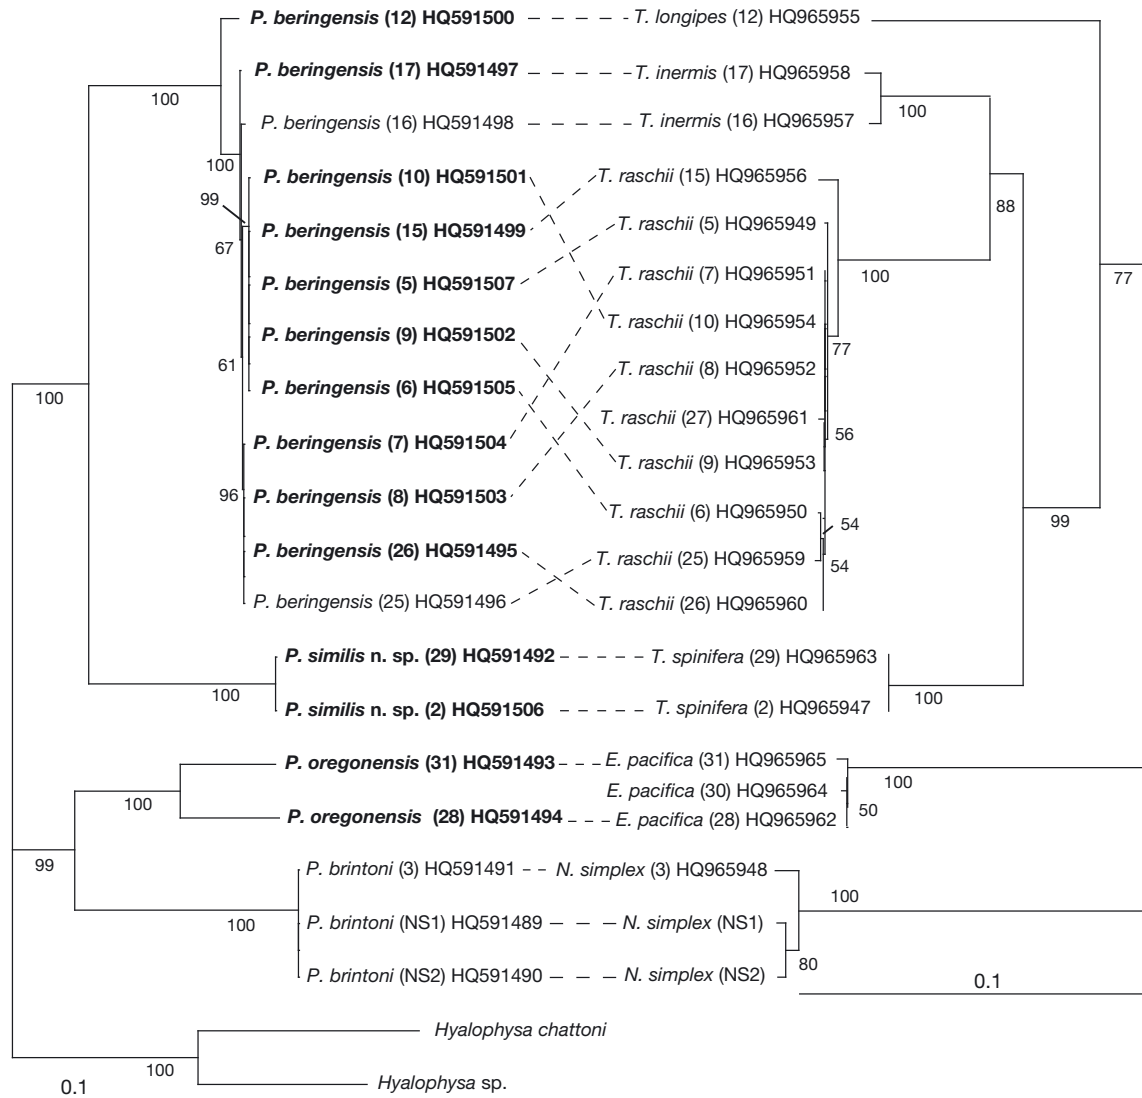 P. beringensis (12) HQ591500 T. longipes (12) HQ965955
P. beringensis (17) HQ591497 T. inermis (17) HQ965958
100 100
P. beringensis (16) HQ591498 T. inermis (16) HQ965957
100
P. beringensis (10) HQ591501 T. raschii (15) HQ965956
99 88
P. beringensis (15) HQ591499 T. raschii (5) HQ965949
67
P. beringensis (5) HQ591507 T. raschii (7) HQ965951
100 77
P. beringensis (9) HQ591502 T. raschii (10) HQ965954
77
P. beringensis (6) HQ591505 T. raschii (8) HQ965952
61
100
P. beringensis (7) HQ591504 T. raschii (27) HQ965961
56
P. beringensis (8) HQ591503 T. raschii (9) HQ965953
96
P. beringensis (26) HQ591495 T. raschii (6) HQ965950
54 99
P. beringensis (25) HQ591496 T. raschii (25) HQ965959
54
T. raschii (26) HQ965960
P. similis n. sp. (29) HQ591492 T. spinifera (29) HQ965963
100 100
P. similis n. sp. (2) HQ591506 T. spinifera (2) HQ965947
P. oregonensis (31) HQ591493 E. pacifica (31) HQ965965
100 E. pacifica (30) HQ965964 100
50
P. oregonensis (28) HQ591494 E. pacifica (28) HQ965962
99
P. brintoni (3) HQ591491 N. simplex (3) HQ965948
100
100
P. brintoni (NS1) HQ591489 N. simplex (NS1)
80
P. brintoni (NS2) HQ591490 N. simplex (NS2)
0.1
Hyalophysa chattoni
100
0.1
Hyalophysa sp.